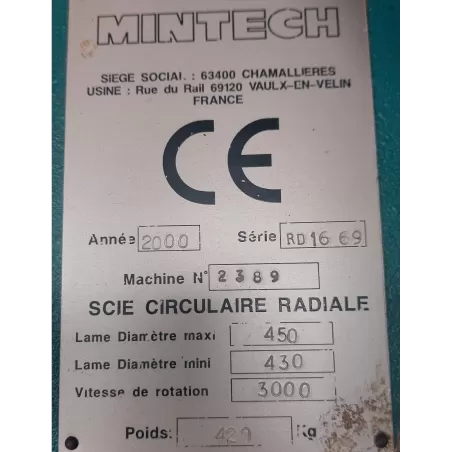 MINTECH
SIEGE SOCIAL : 63400 CHAMALLIERES
USINE : Rue du Rail 69120 VAULX-EN-VELIN
FRANCE
CE
Année 2000 Série RD16 69
Machine N° 2389
SCIE CIRCULAIRE RADIALE
Lame Diamètre maxi 450
Lame Diamètre mini 430
Vitesse de rotation 3000
Poids: 421 Kg